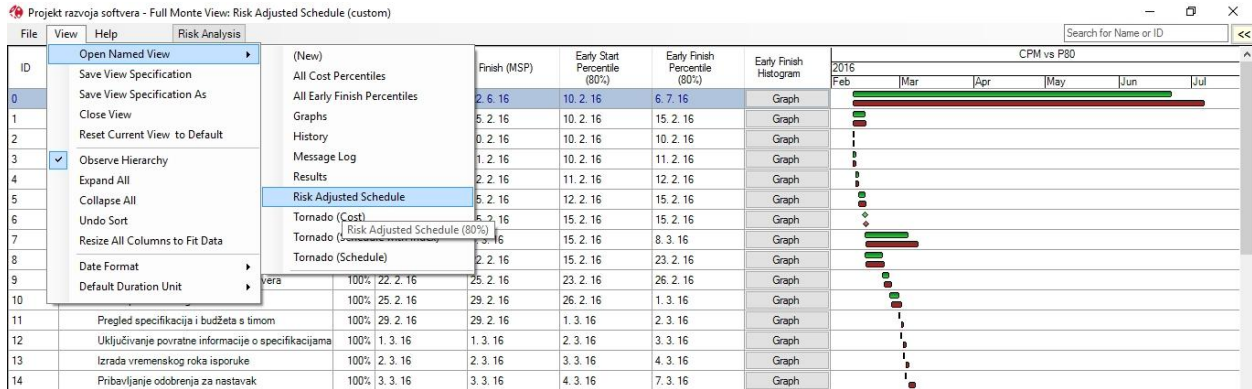 Projekt razvoja softvera - Full Monte View: Risk Adjusted Schedule (custom)
File View Help Risk Analysis Search for Name or ID <<
Open Named View
Save View Specification
Save View Specification As
Close View
Reset Current View to Default
Observe Hierarchy
Expand All
Collapse All
Undo Sort
Resize All Columns to Fit Data
Date Format
Default Duration Unit
(New)
All Cost Percentiles
All Early Finish Percentiles
Graphs
History
Message Log
Results
Risk Adjusted Schedule
Tornado (Cost)
Risk Adjusted Schedule (80%)
Tornado (Schedule)
ID Finish (MSP) Early Start Percentile (80%) Early Finish Percentile (80%) Early Finish Histogram CPM vs P80
2016
Feb Mar Apr May Jun Jul
0 2. 6. 16 10. 2. 16 6. 7. 16 Graph
1 5. 2. 16 10. 2. 16 15. 2. 16 Graph
2 0. 2. 16 10. 2. 16 10. 2. 16 Graph
3 1. 2. 16 10. 2. 16 11. 2. 16 Graph
4 2. 2. 16 11. 2. 16 12. 2. 16 Graph
5 5. 2. 16 12. 2. 16 15. 2. 16 Graph
6 15. 2. 16 15. 2. 16 Graph
7 15. 2. 16 8. 3. 16 Graph
8 2. 2. 16 15. 2. 16 23. 2. 16 Graph
9 vera 100% 22. 2. 16 25. 2. 16 23. 2. 16 26. 2. 16 Graph
10 100% 25. 2. 16 29. 2. 16 26. 2. 16 1. 3. 16 Graph
11 Pregled specifikacija i budžeta s timom 100% 29. 2. 16 29. 2. 16 1. 3. 16 2. 3. 16 Graph
12 Uključivanje povratne informacije o specifikacijama 100% 1. 3. 16 1. 3. 16 2. 3. 16 3. 3. 16 Graph
13 Izrada vremenskog roka isporuke 100% 2. 3. 16 2. 3. 16 3. 3. 16 4. 3. 16 Graph
14 Pribavljanje odobrenja za nastavak 100% 3. 3. 16 3. 3. 16 4. 3. 16 7. 3. 16 Graph